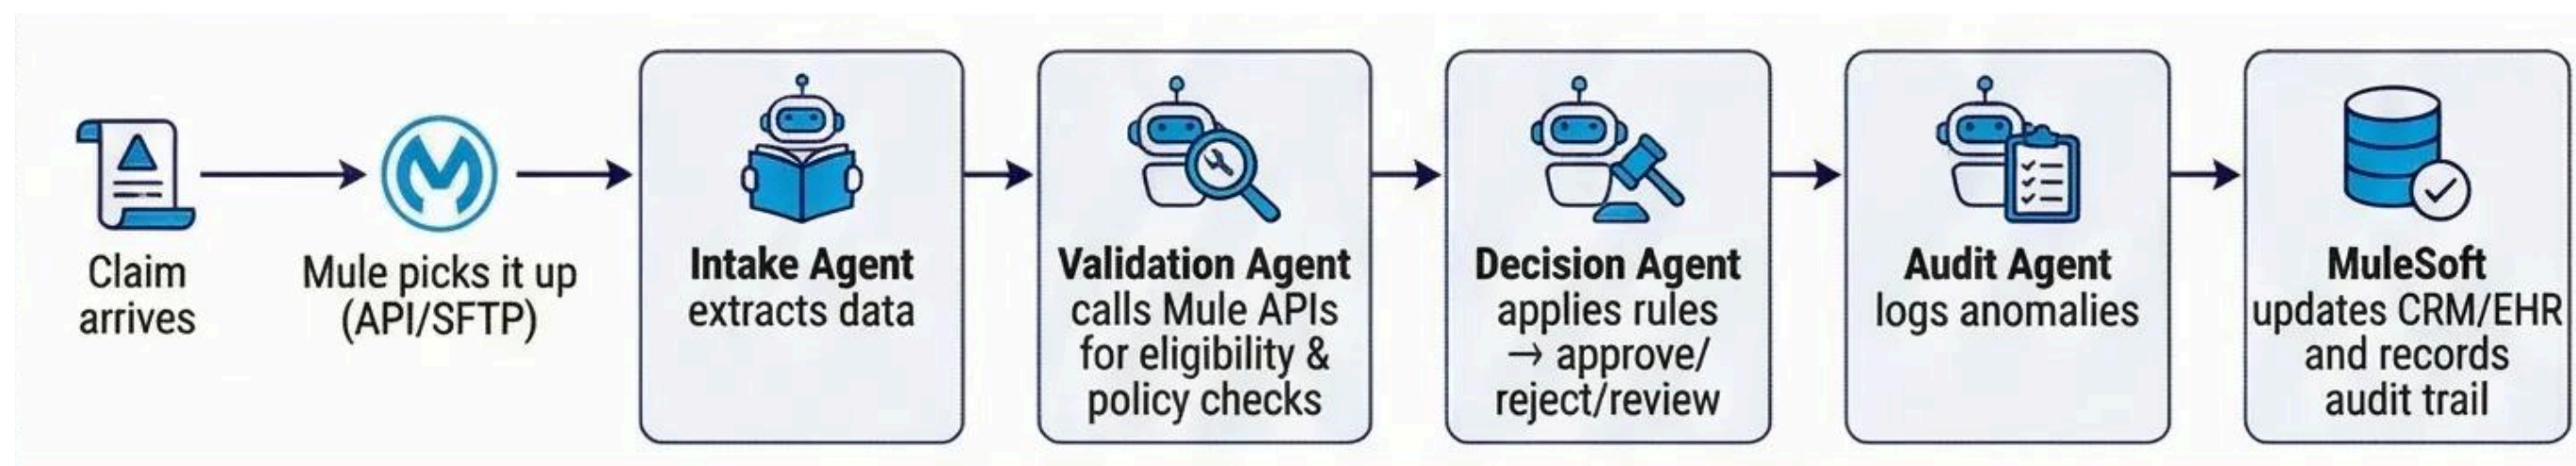 Claim
arrives
Mule picks it up
(API/SFTP)
Intake Agent
extracts data
Validation Agent
calls Mule APIs
for eligibility &
policy checks
Decision Agent
applies rules
→ approve/
reject/review
Audit Agent
logs anomalies
MuleSoft
updates CRM/EHR
and records
audit trail